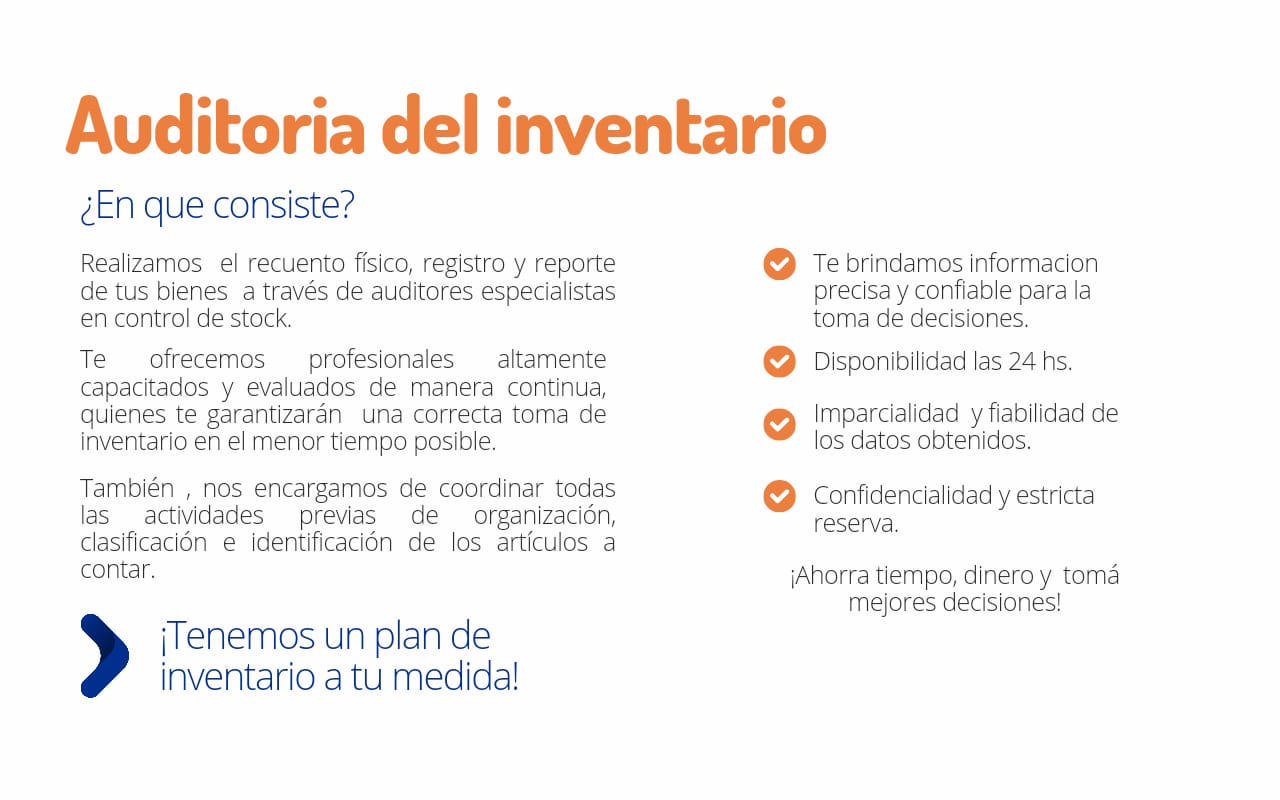 Auditoria del inventario
¿En que consiste?
Realizamos el recuento físico, registro y reporte
de tus bienes a través de auditores especialistas
en control de stock.
Te ofrecemos profesionales altamente
capacitados y evaluados de manera continua,
quienes te garantizarán una correcta toma de
inventario en el menor tiempo posible.
También , nos encargamos de coordinar todas
las actividades previas de organización,
clasificación e identificación de los artículos a
contar.
¡Tenemos un plan de
inventario a tu medida!
Te brindamos informacion
precisa y confiable para la
toma de decisiones.
Disponibilidad las 24 hs.
Imparcialidad y fiabilidad de
los datos obtenidos.
Confidencialidad y estricta
reserva.
¡Ahorra tiempo, dinero y tomá
mejores decisiones!